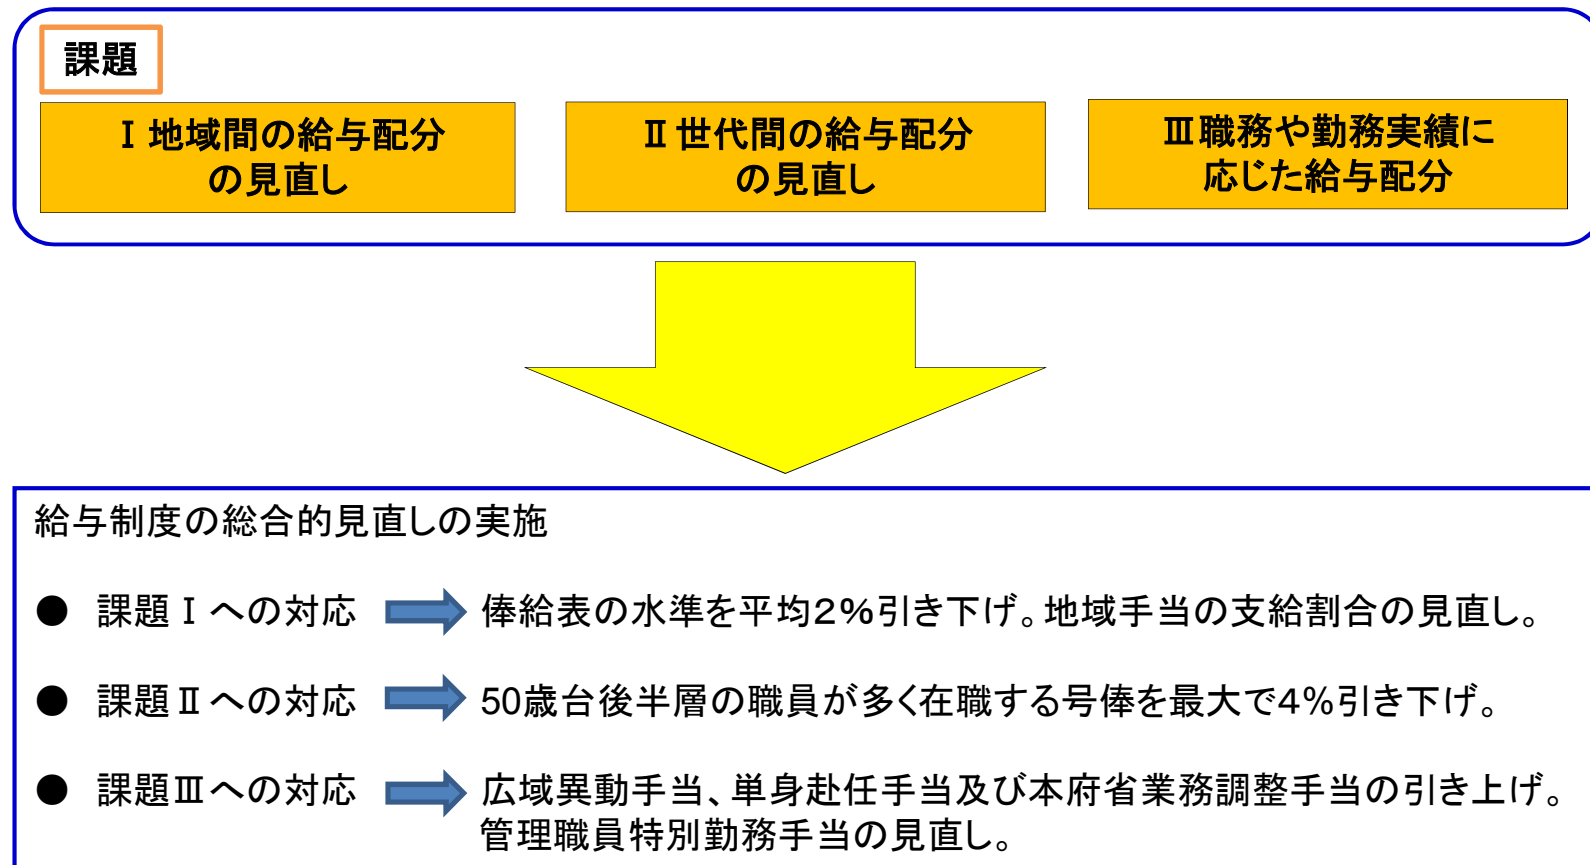 課題
Ⅰ 地域間の給与配分
の見直し
Ⅱ 世代間の給与配分
の見直し
Ⅲ職務や勤務実績に
応じた給与配分
給与制度の総合的見直しの実施
● 課題Ⅰへの対応 俸給表の水準を平均2%引き下げ。地域手当の支給割合の見直し。
● 課題Ⅱへの対応 50歳台後半層の職員が多く在職する号俸を最大で4%引き下げ。
● 課題Ⅲへの対応 広域異動手当、単身赴任手当及び本府省業務調整手当の引き上げ。
管理職員特別勤務手当の見直し。